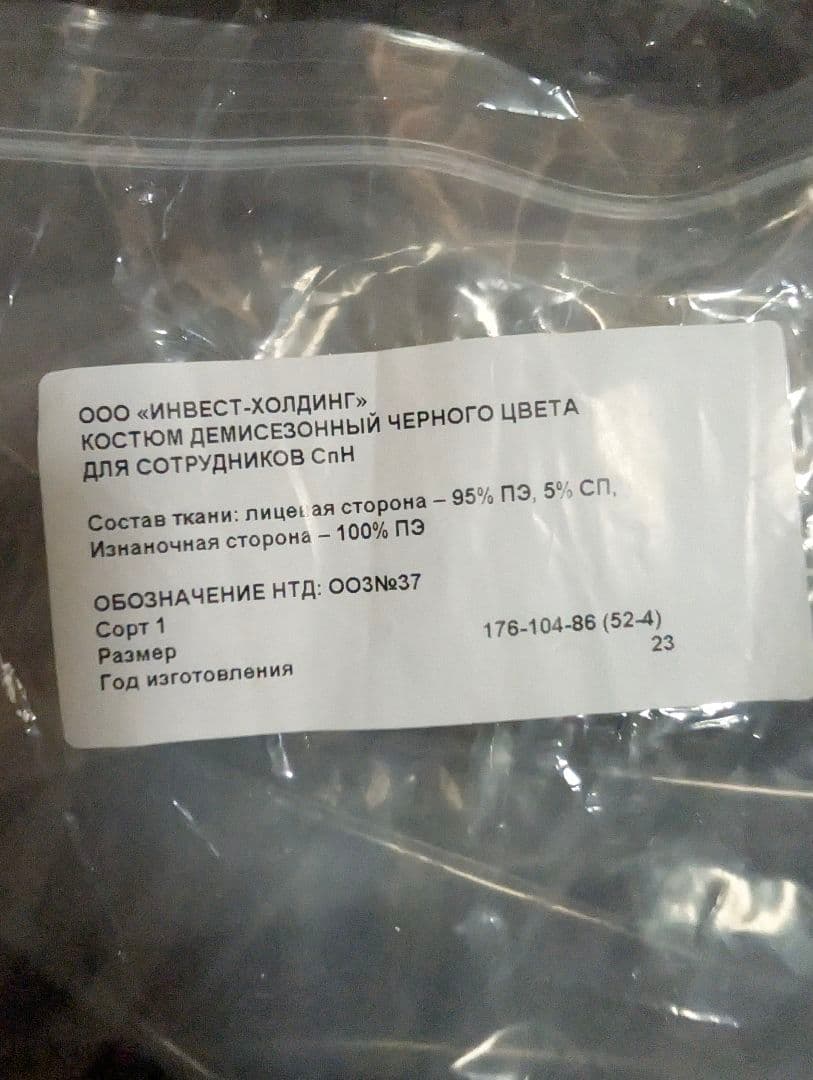 ООО «ИНВЕСТ-ХОЛДИНГ»
КОСТЮМ ДЕМИСЕЗОННЫЙ ЧЕРНОГО ЦВЕТА
ДЛЯ СОТРУДНИКОВ СпН
Состав ткани: лицевая сторона – 95% ПЭ, 5% СП,
Изнаночная сторона – 100% ПЭ
ОБОЗНАЧЕНИЕ НТД: ОО3№37
Сорт 1
Размер 176-104-86 (52-4)
Год изготовления 23